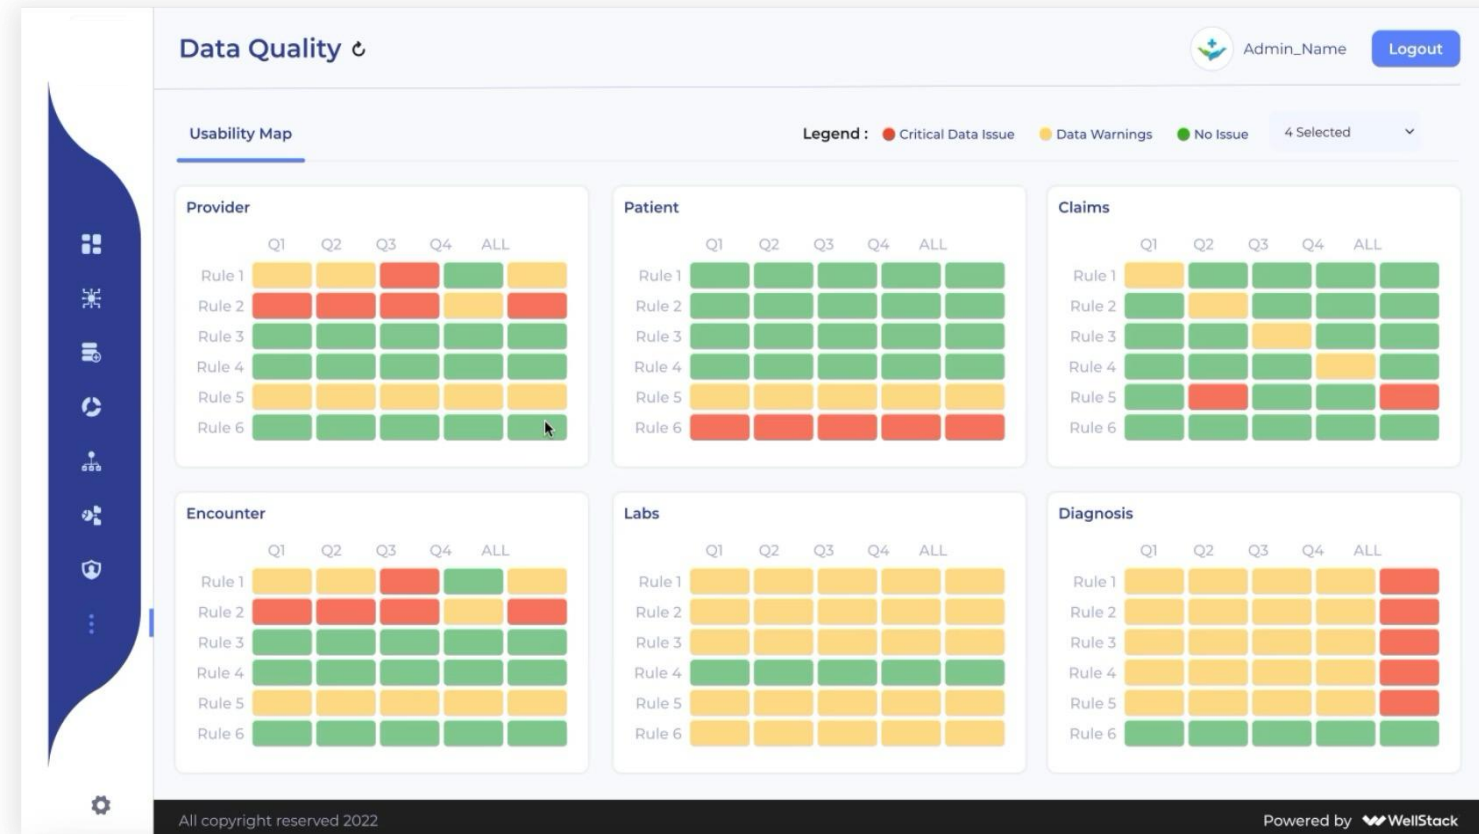 Data Quality
Admin_Name
Logout
Usability Map
Legend :
Critical Data Issue
Data Warnings
No Issue
4 Selected
Provider
Q1 Q2 Q3 Q4 ALL
Rule 1
Rule 2
Rule 3
Rule 4
Rule 5
Rule 6
Patient
Q1 Q2 Q3 Q4 ALL
Rule 1
Rule 2
Rule 3
Rule 4
Rule 5
Rule 6
Claims
Q1 Q2 Q3 Q4 ALL
Rule 1
Rule 2
Rule 3
Rule 4
Rule 5
Rule 6
Encounter
Q1 Q2 Q3 Q4 ALL
Rule 1
Rule 2
Rule 3
Rule 4
Rule 5
Rule 6
Labs
Q1 Q2 Q3 Q4 ALL
Rule 1
Rule 2
Rule 3
Rule 4
Rule 5
Rule 6
Diagnosis
Q1 Q2 Q3 Q4 ALL
Rule 1
Rule 2
Rule 3
Rule 4
Rule 5
Rule 6
All copyright reserved 2022
Powered by WellStack